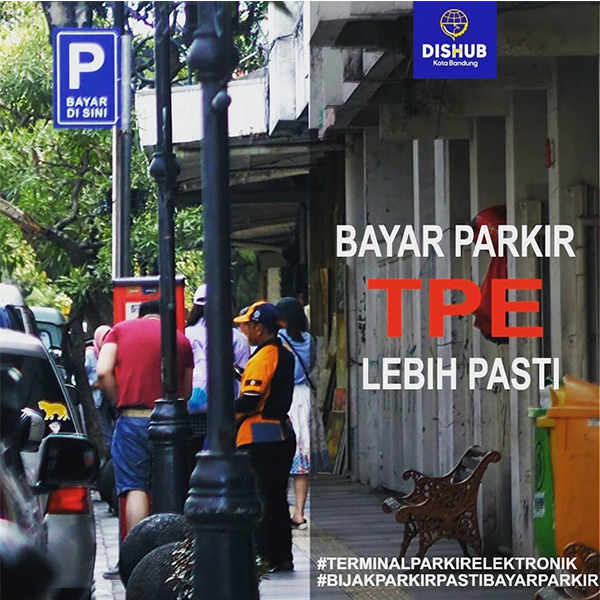 P
BAYAR
DI SINI
DISHUB
Kota Bandung
BAYAR PARKIR
TPE
LEBIH PASTI
#TERMINALPARKIRELEKTRONIK
#BIJAKPARKIRPASTIBAYARPARKIR